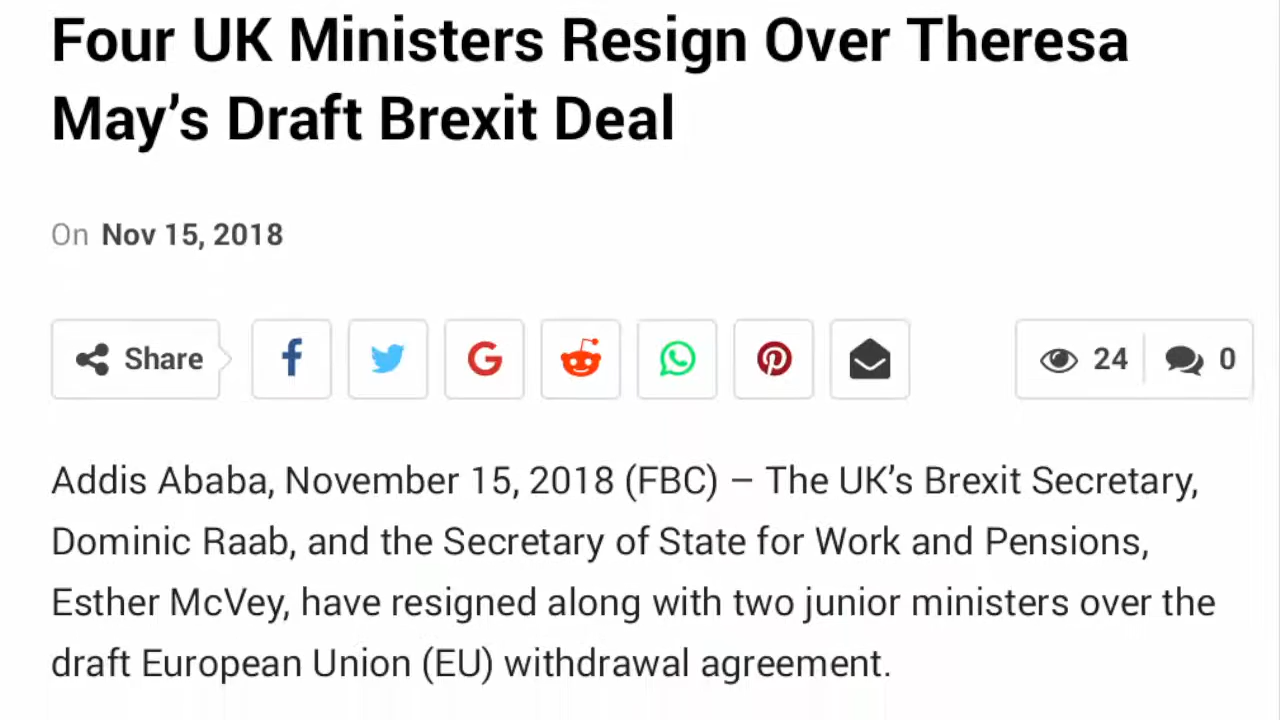 Four UK Ministers Resign Over Theresa
May’s Draft Brexit Deal
On Nov 15, 2018
Share
24
0
Addis Ababa, November 15, 2018 (FBC) – The UK’s Brexit Secretary,
Dominic Raab, and the Secretary of State for Work and Pensions,
Esther McVey, have resigned along with two junior ministers over the
draft European Union (EU) withdrawal agreement.